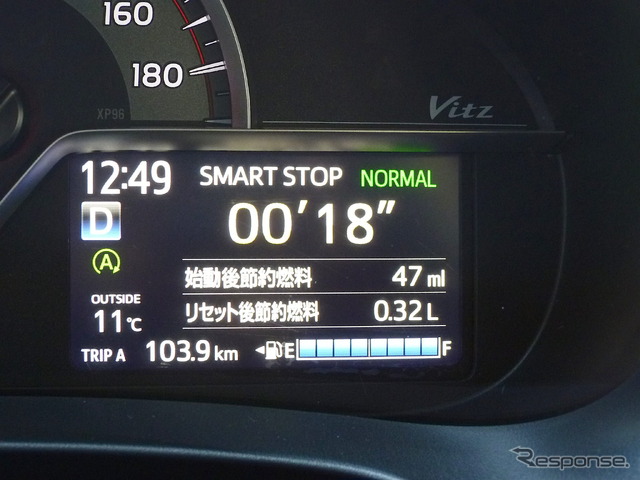 160
180
XP96
Vitz
12:49 SMART STOP NORMAL
D 00'18"
A
始動後節約燃料 47 ml
OUTSIDE
11℃ リセット後節約燃料 0.32 L
TRIP A 103.9 km E F
Response.